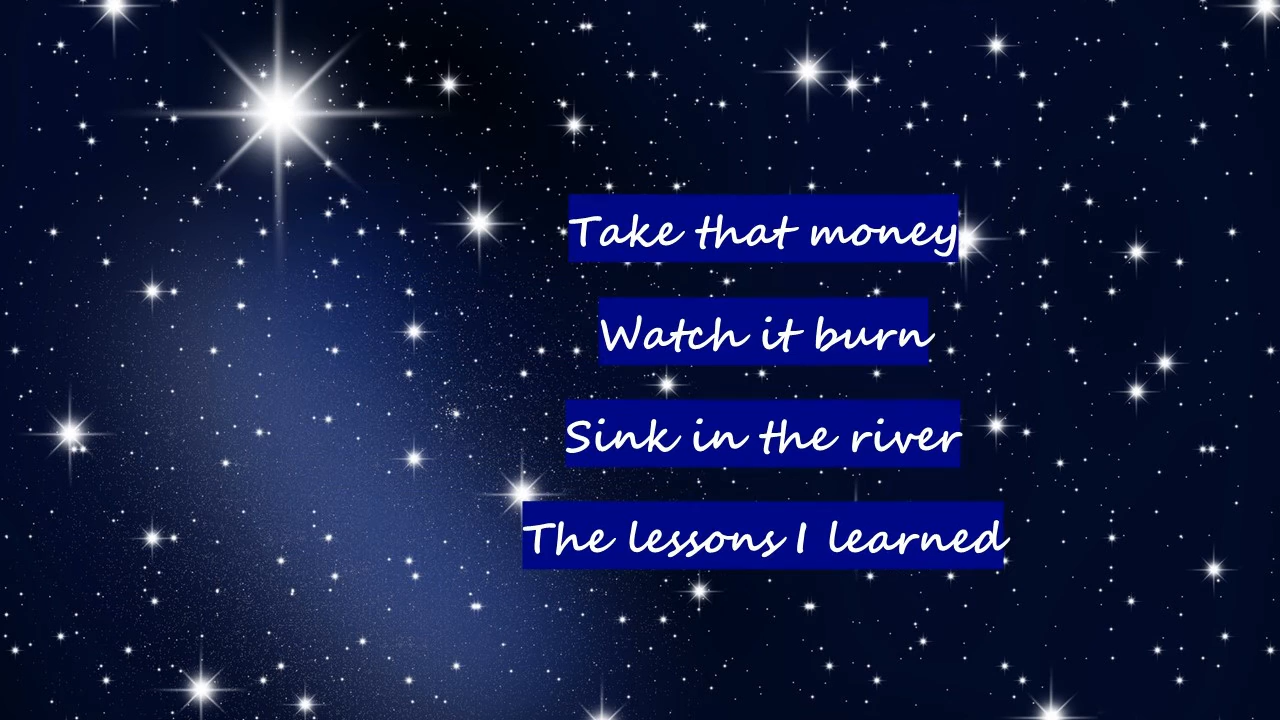 Take that money
Watch it burn
Sink in the river
The lessons I learned